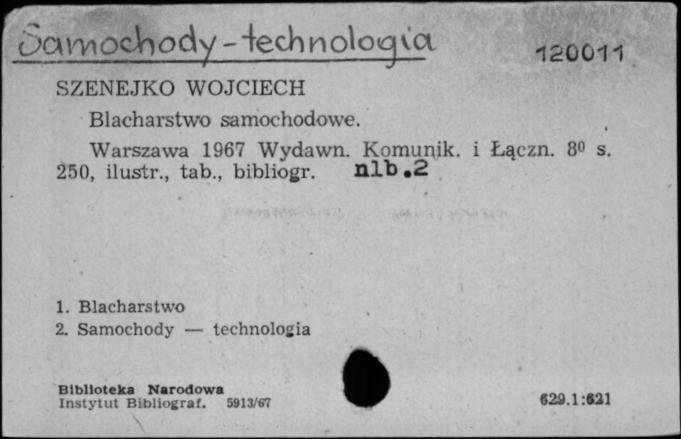 Samochody - technologia 120011
SZENEJKO WOJCIECH
Blacharstwo samochodowe.
Warszawa 1967 Wydawn. Komunik. i Łączn. 8⁰ s.
250, ilustr., tab., bibliogr. nlb.2
1. Blacharstwo
2. Samochody — technologia
Biblioteka Narodowa
Instytut Bibliograf. 5913/67 629.1:621